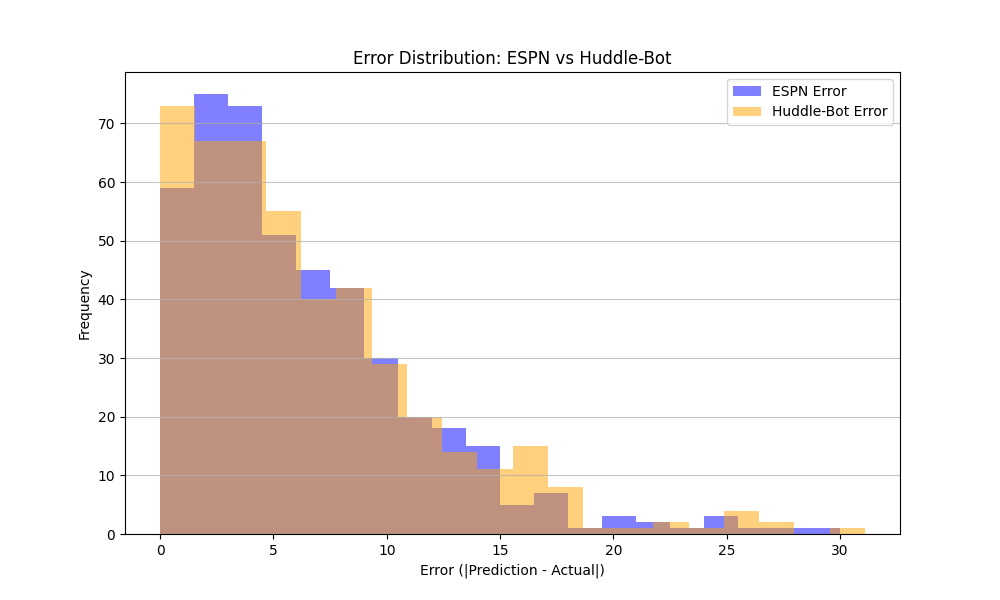 Error Distribution: ESPN vs Huddle-Bot
ESPN Error
Huddle-Bot Error
Frequency
70
60
50
40
30
20
10
0
0 5 10 15 20 25 30
Error (|Prediction - Actual|)